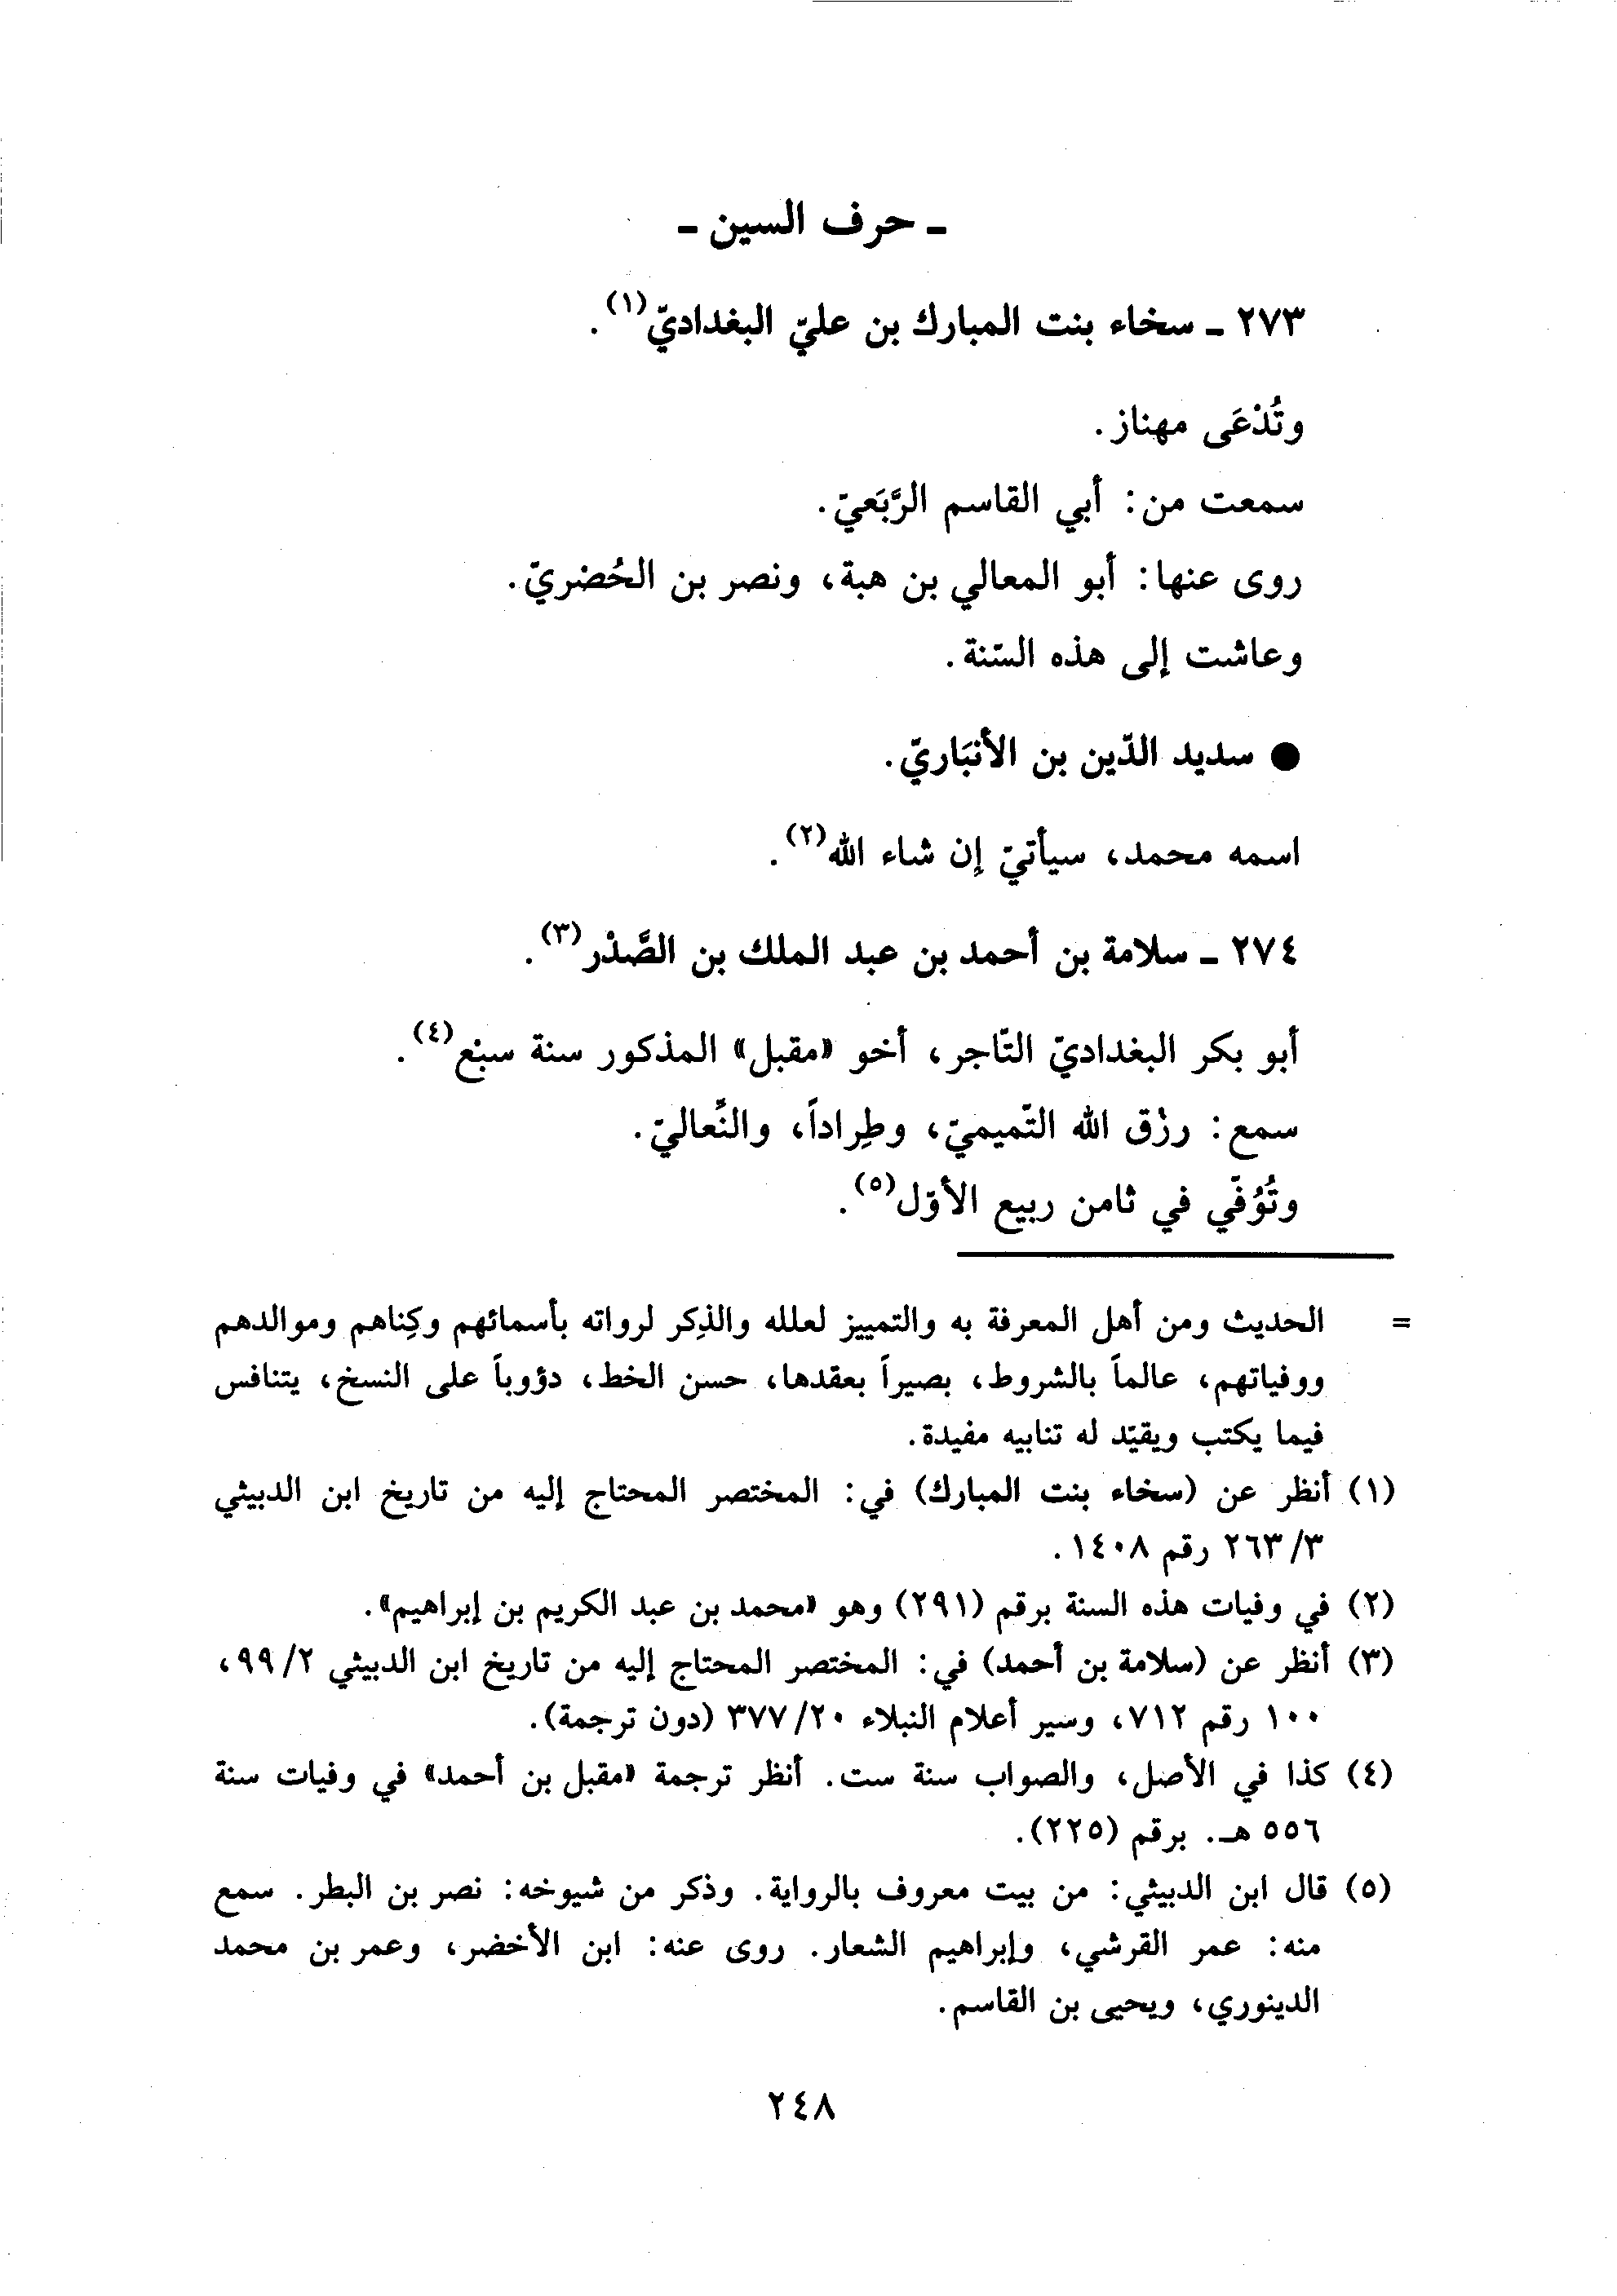 ـ حرف السين ـ
٢٧٣ ـ سخاء بنت المبارك بن عليّ البغداديّ(١).
وتُدْعَى مهناز.
سمعت من: أبي القاسم الرَّبَعيّ.
روى عنها: أبو المعالي بن هبة، ونصر بن الحُضريّ.
وعاشت إلى هذه السّنة.
● سديد الدّين بن الأنبَاريّ.
اسمه محمد، سيأتيّ إن شاء الله(٢).
٢٧٤ ـ سلامة بن أحمد بن عبد الملك بن الصَّدْر(٣).
أبو بكر البغداديّ التّاجر، أخو «مقبل» المذكور سنة سبْع(٤).
سمع: رزْق الله التّميميّ، وطِراداً، والنِّعاليّ.
وتُوُفّي في ثامن ربيع الأوّل(٥).
= الحديث ومن أهل المعرفة به والتمييز لعلله والذِكر لرواته بأسمائهم وكِناهم وموالدهم
ووفياتهم، عالماً بالشروط، بصيراً بعقدها، حسن الخط، دؤوباً على النسخ، يتنافس
فيما يكتب ويقيّد له تنابيه مفيدة.
(١) أنظر عن (سخاء بنت المبارك) في: المختصر المحتاج إليه من تاريخ ابن الدبيثي
٣/ ٢٦٣ رقم ١٤٠٨.
(٢) في وفيات هذه السنة برقم (٢٩١) وهو «محمد بن عبد الكريم بن إبراهيم».
(٣) أنظر عن (سلامة بن أحمد) في: المختصر المحتاج إليه من تاريخ ابن الدبيثي ٢/ ٩٩،
١٠٠ رقم ٧١٢، وسير أعلام النبلاء ٢٠/ ٣٧٧ (دون ترجمة).
(٤) كذا في الأصل، والصواب سنة ست. أنظر ترجمة «مقبل بن أحمد» في وفيات سنة
٥٥٦ هـ. برقم (٢٢٥).
(٥) قال ابن الدبيثي: من بيت معروف بالرواية. وذكر من شيوخه: نصر بن البطر. سمع
منه: عمر القرشي، وإبراهيم الشعار. روى عنه: ابن الأخضر، وعمر بن محمد
الدينوري، ويحيى بن القاسم.
٢٤٨